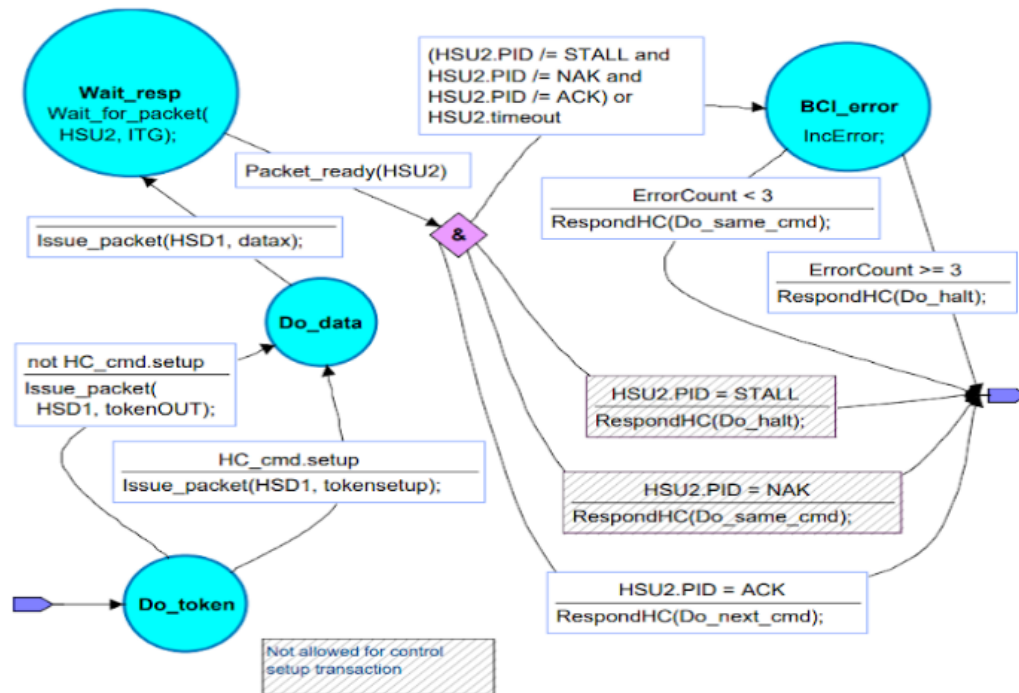 Wait_resp
Wait_for_packet(
HSU2, ITG);
(HSU2.PID /= STALL and
HSU2.PID /= NAK and
HSU2.PID /= ACK) or
HSU2.timeout
BCI_error
IncError;
Packet_ready(HSU2)
ErrorCount < 3
RespondHC(Do_same_cmd);
Issue_packet(HSD1, datax);
&
ErrorCount >= 3
RespondHC(Do_halt);
Do_data
not HC_cmd.setup
Issue_packet(
HSD1, tokenOUT);
HSU2.PID = STALL
RespondHC(Do_halt);
HC_cmd.setup
Issue_packet(HSD1, tokensetup);
HSU2.PID = NAK
RespondHC(Do_same_cmd);
HSU2.PID = ACK
RespondHC(Do_next_cmd);
Do_token
Not allowed for control
setup transaction